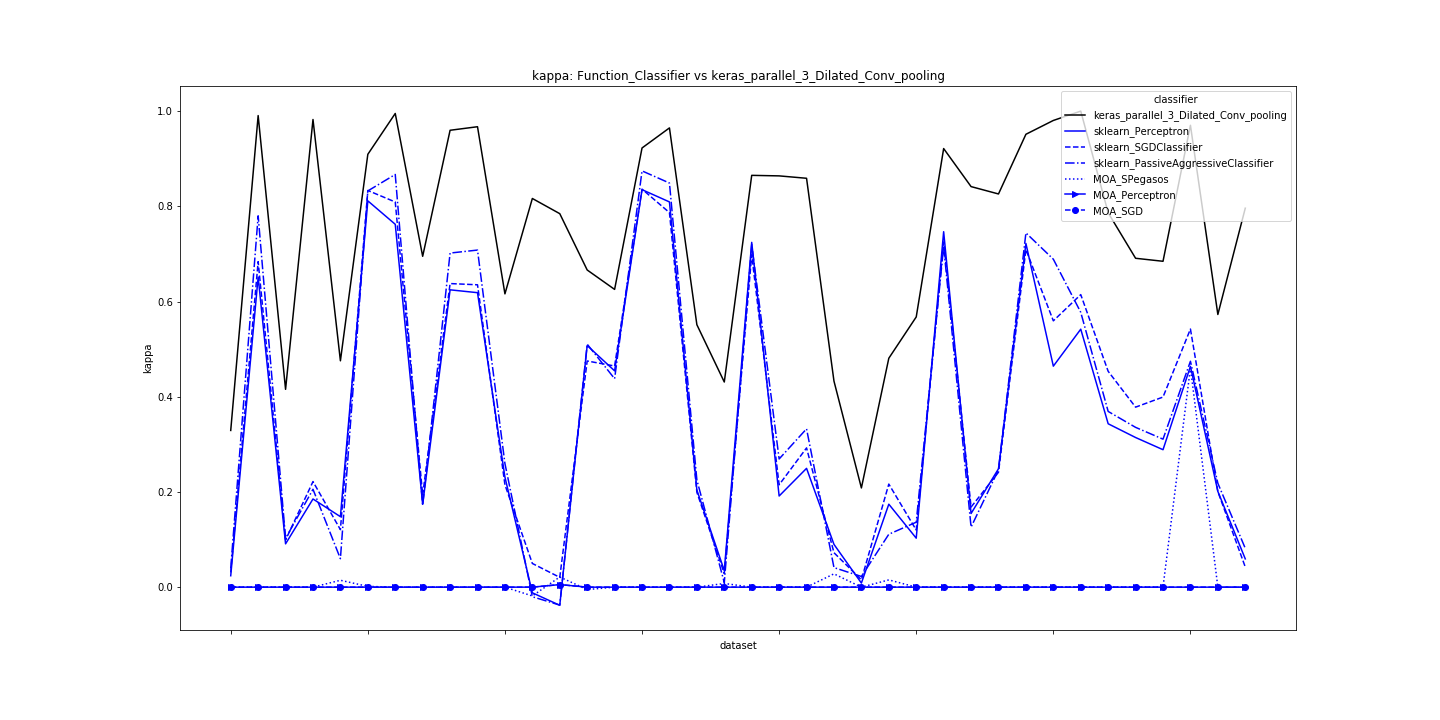 kappa: Function_Classifier vs keras_parallel_3_Dilated_Conv_pooling
classifier
keras_parallel_3_Dilated_Conv_pooling
sklearn_Perceptron
sklearn_SGDClassifier
sklearn_PassiveAggressiveClassifier
MOA_SPegasos
MOA_Perceptron
MOA_SGD
1.0
0.8
0.6
0.4
0.2
0.0
kappa
dataset